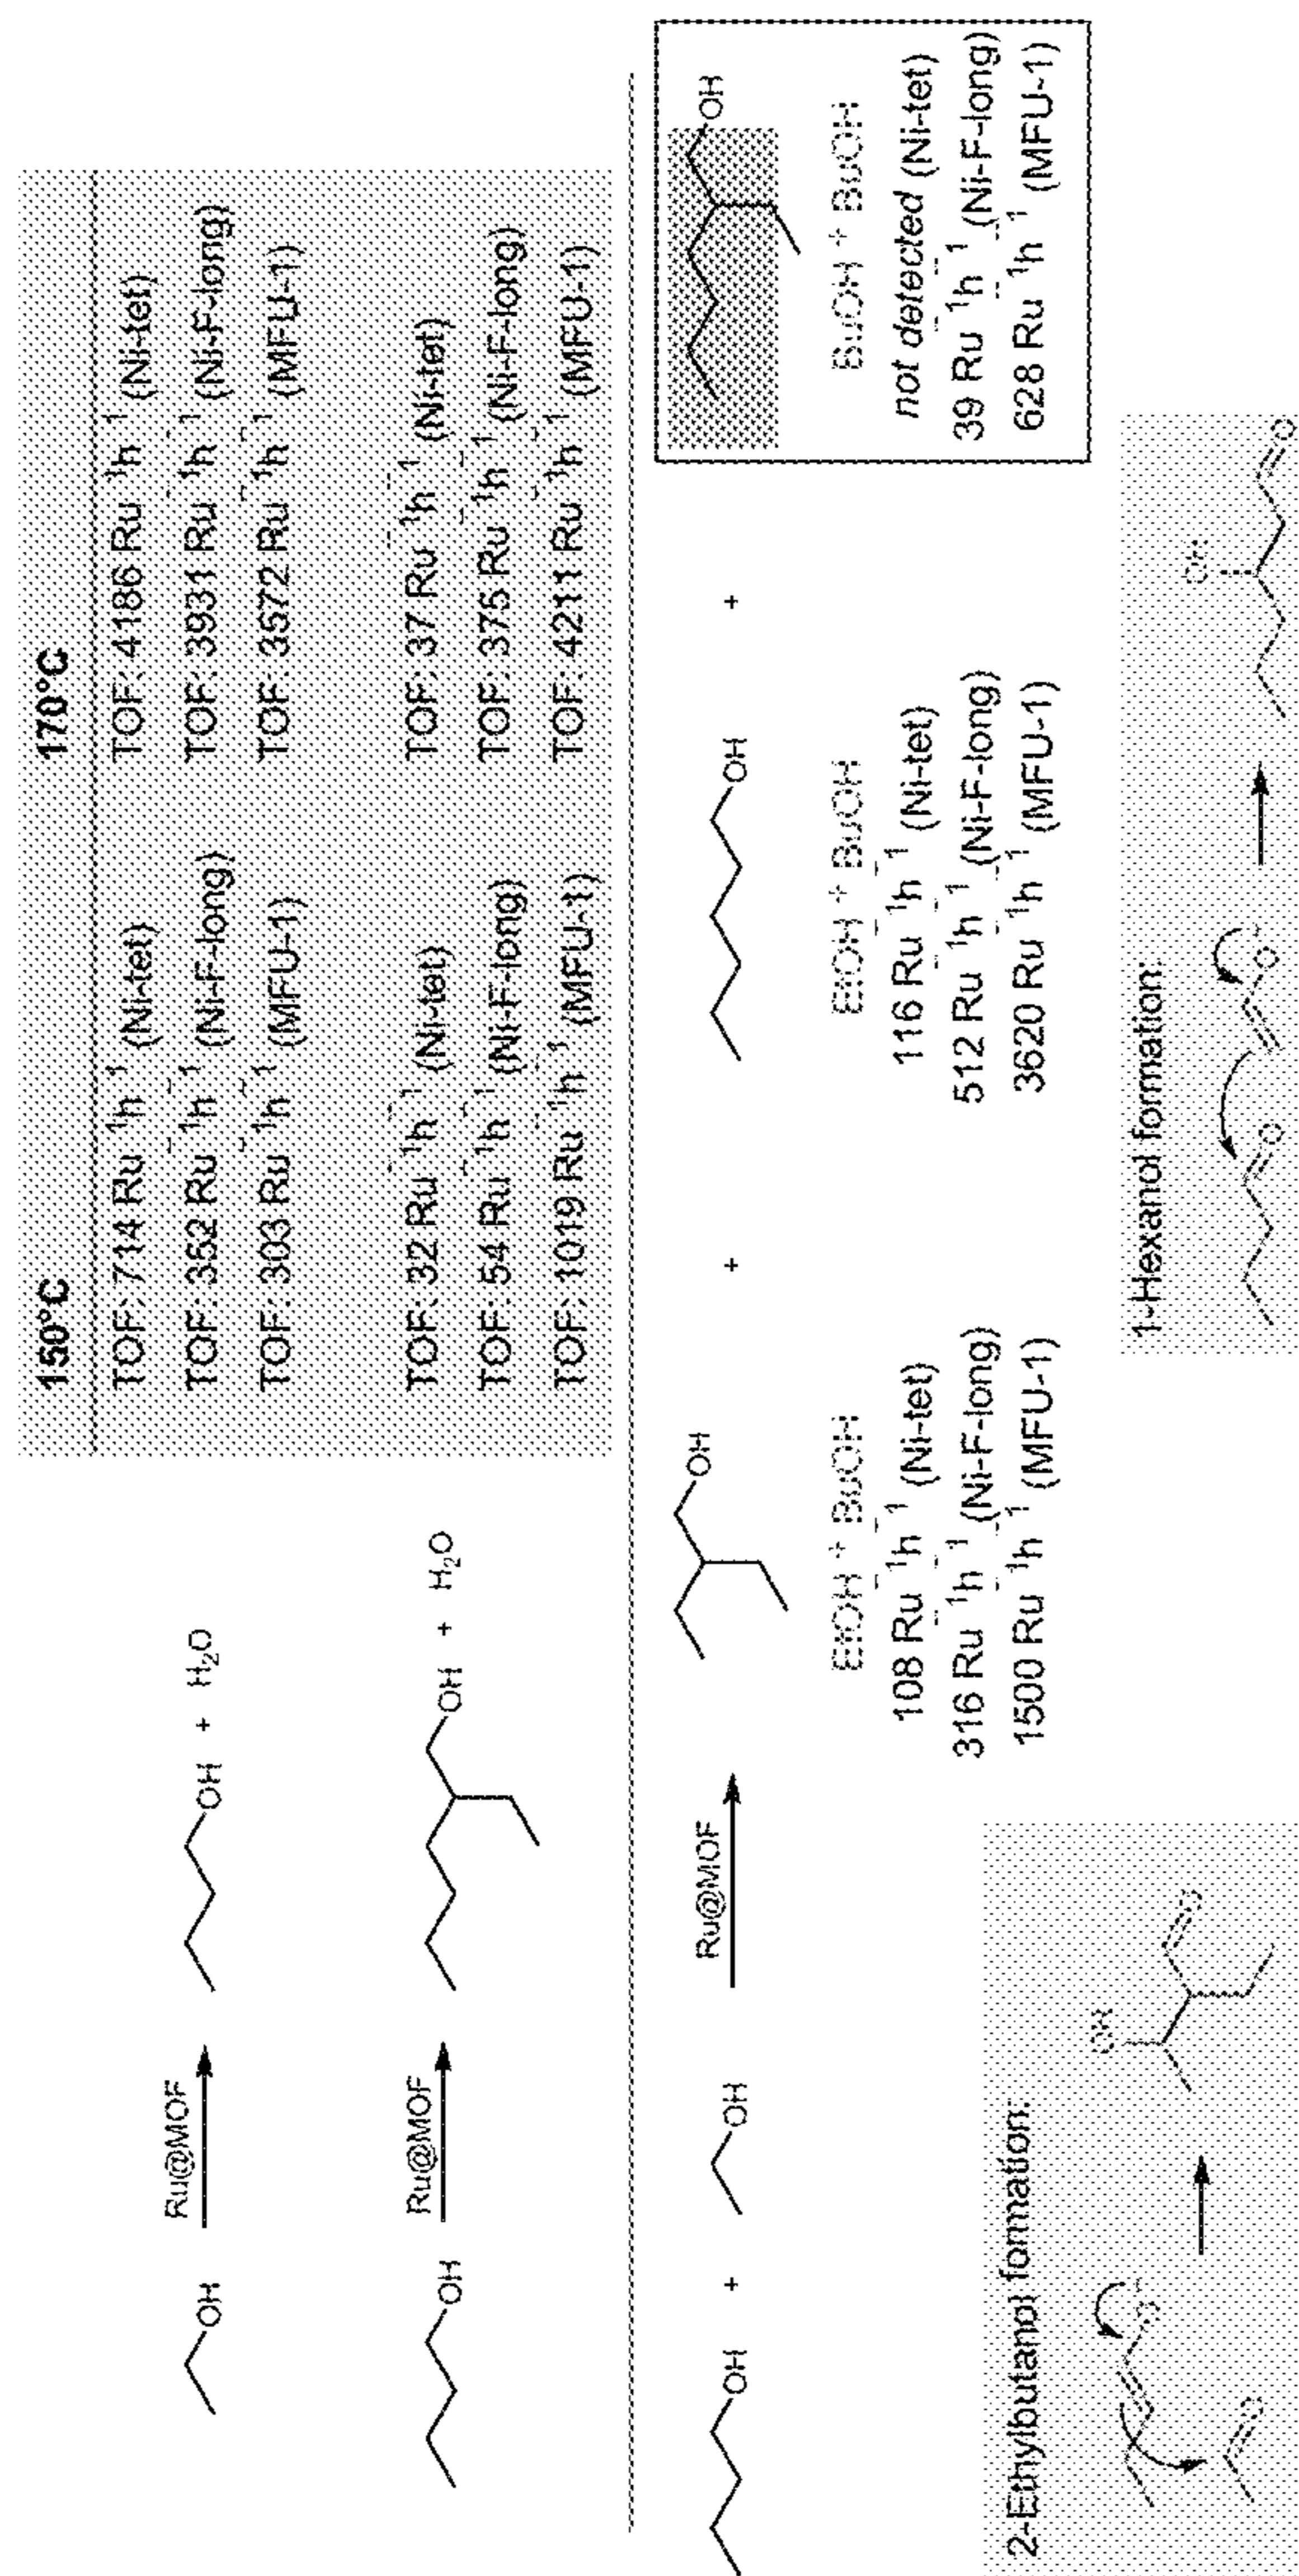 150°C 170°C
OH Ru@MOF OH + H₂O
TOF: 714 Ru⁻¹h⁻¹ (Ni-tet) TOF: 4186 Ru⁻¹h⁻¹ (Ni-tet)
TOF: 352 Ru⁻¹h⁻¹ (Ni-F-long) TOF: 3931 Ru⁻¹h⁻¹ (Ni-F-long)
TOF: 303 Ru⁻¹h⁻¹ (MFU-1) TOF: 3572 Ru⁻¹h⁻¹ (MFU-1)
OH Ru@MOF OH + H₂O
TOF: 32 Ru⁻¹h⁻¹ (Ni-tet) TOF: 37 Ru⁻¹h⁻¹ (Ni-tet)
TOF: 54 Ru⁻¹h⁻¹ (Ni-F-long) TOF: 375 Ru⁻¹h⁻¹ (Ni-F-long)
TOF: 1019 Ru⁻¹h⁻¹ (MFU-1) TOF: 4211 Ru⁻¹h⁻¹ (MFU-1)
OH + OH Ru@MOF OH + OH + OH
EtOH + BuOH EtOH + BuOH BuOH + BuOH
108 Ru⁻¹h⁻¹ (Ni-tet) 116 Ru⁻¹h⁻¹ (Ni-tet) not detected (Ni-tet)
316 Ru⁻¹h⁻¹ (Ni-F-long) 512 Ru⁻¹h⁻¹ (Ni-F-long) 39 Ru⁻¹h⁻¹ (Ni-F-long)
1500 Ru⁻¹h⁻¹ (MFU-1) 3620 Ru⁻¹h⁻¹ (MFU-1) 628 Ru⁻¹h⁻¹ (MFU-1)
2-Ethylbutanol formation:
O⁻ O OH O
1-Hexanol formation:
O O⁻ OH O